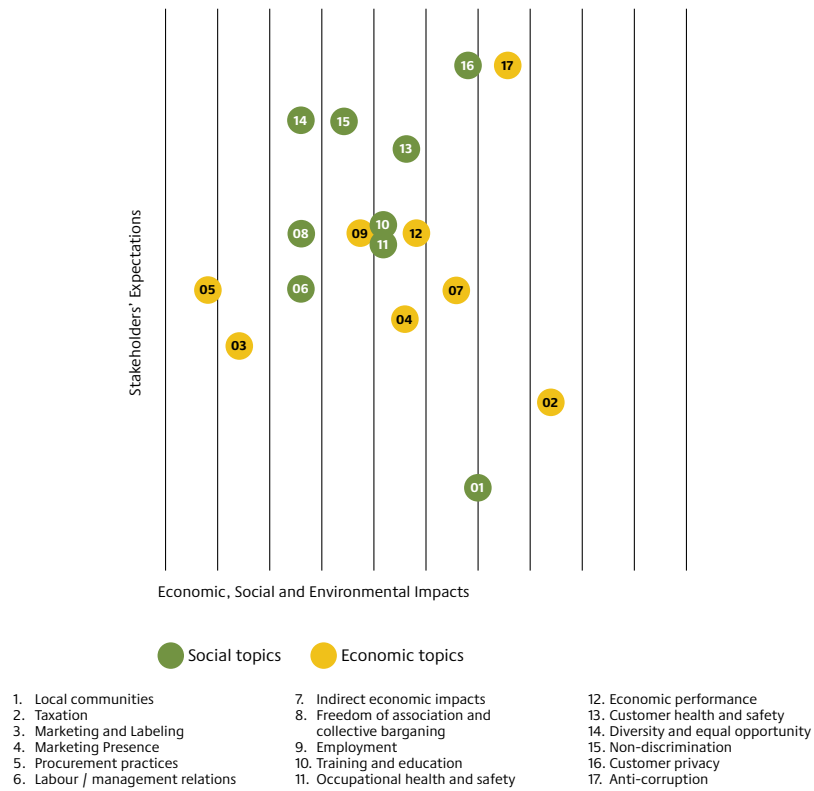 16 17
14 15
13
10
08 09 12
11
05 06 07
04
03
02
01
Stakeholders' Expectations
Economic, Social and Environmental Impacts
Social topics Economic topics
1. Local communities
2. Taxation
3. Marketing and Labeling
4. Marketing Presence
5. Procurement practices
6. Labour / management relations
7. Indirect economic impacts
8. Freedom of association and
collective barganing
9. Employment
10. Training and education
11. Occupational health and safety
12. Economic performance
13. Customer health and safety
14. Diversity and equal opportunity
15. Non-discrimination
16. Customer privacy
17. Anti-corruption